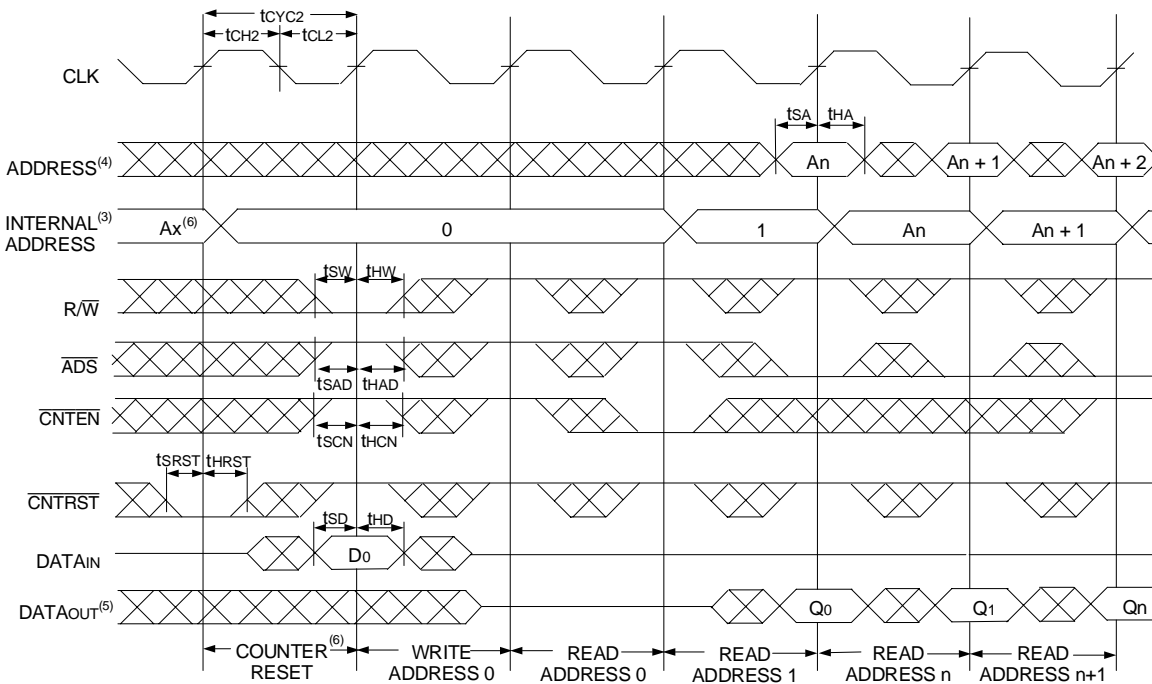 tCYC2
tCH2 tCL2
CLK
tSA tHA
ADDRESS(4) An An + 1 An + 2
INTERNAL(3)
ADDRESS Ax(6) 0 1 An An + 1
tSW tHW
R/W̅
A̅D̅S̅
tSAD tHAD
C̅N̅T̅E̅N̅
tSCN tHCN
tSRST tHRST
C̅N̅T̅R̅S̅T̅
tSD tHD
DATAIN D0
DATAOUT(5) Q0 Q1 Qn
COUNTER(6) WRITE READ READ READ READ
RESET ADDRESS 0 ADDRESS 0 ADDRESS 1 ADDRESS n ADDRESS n+1